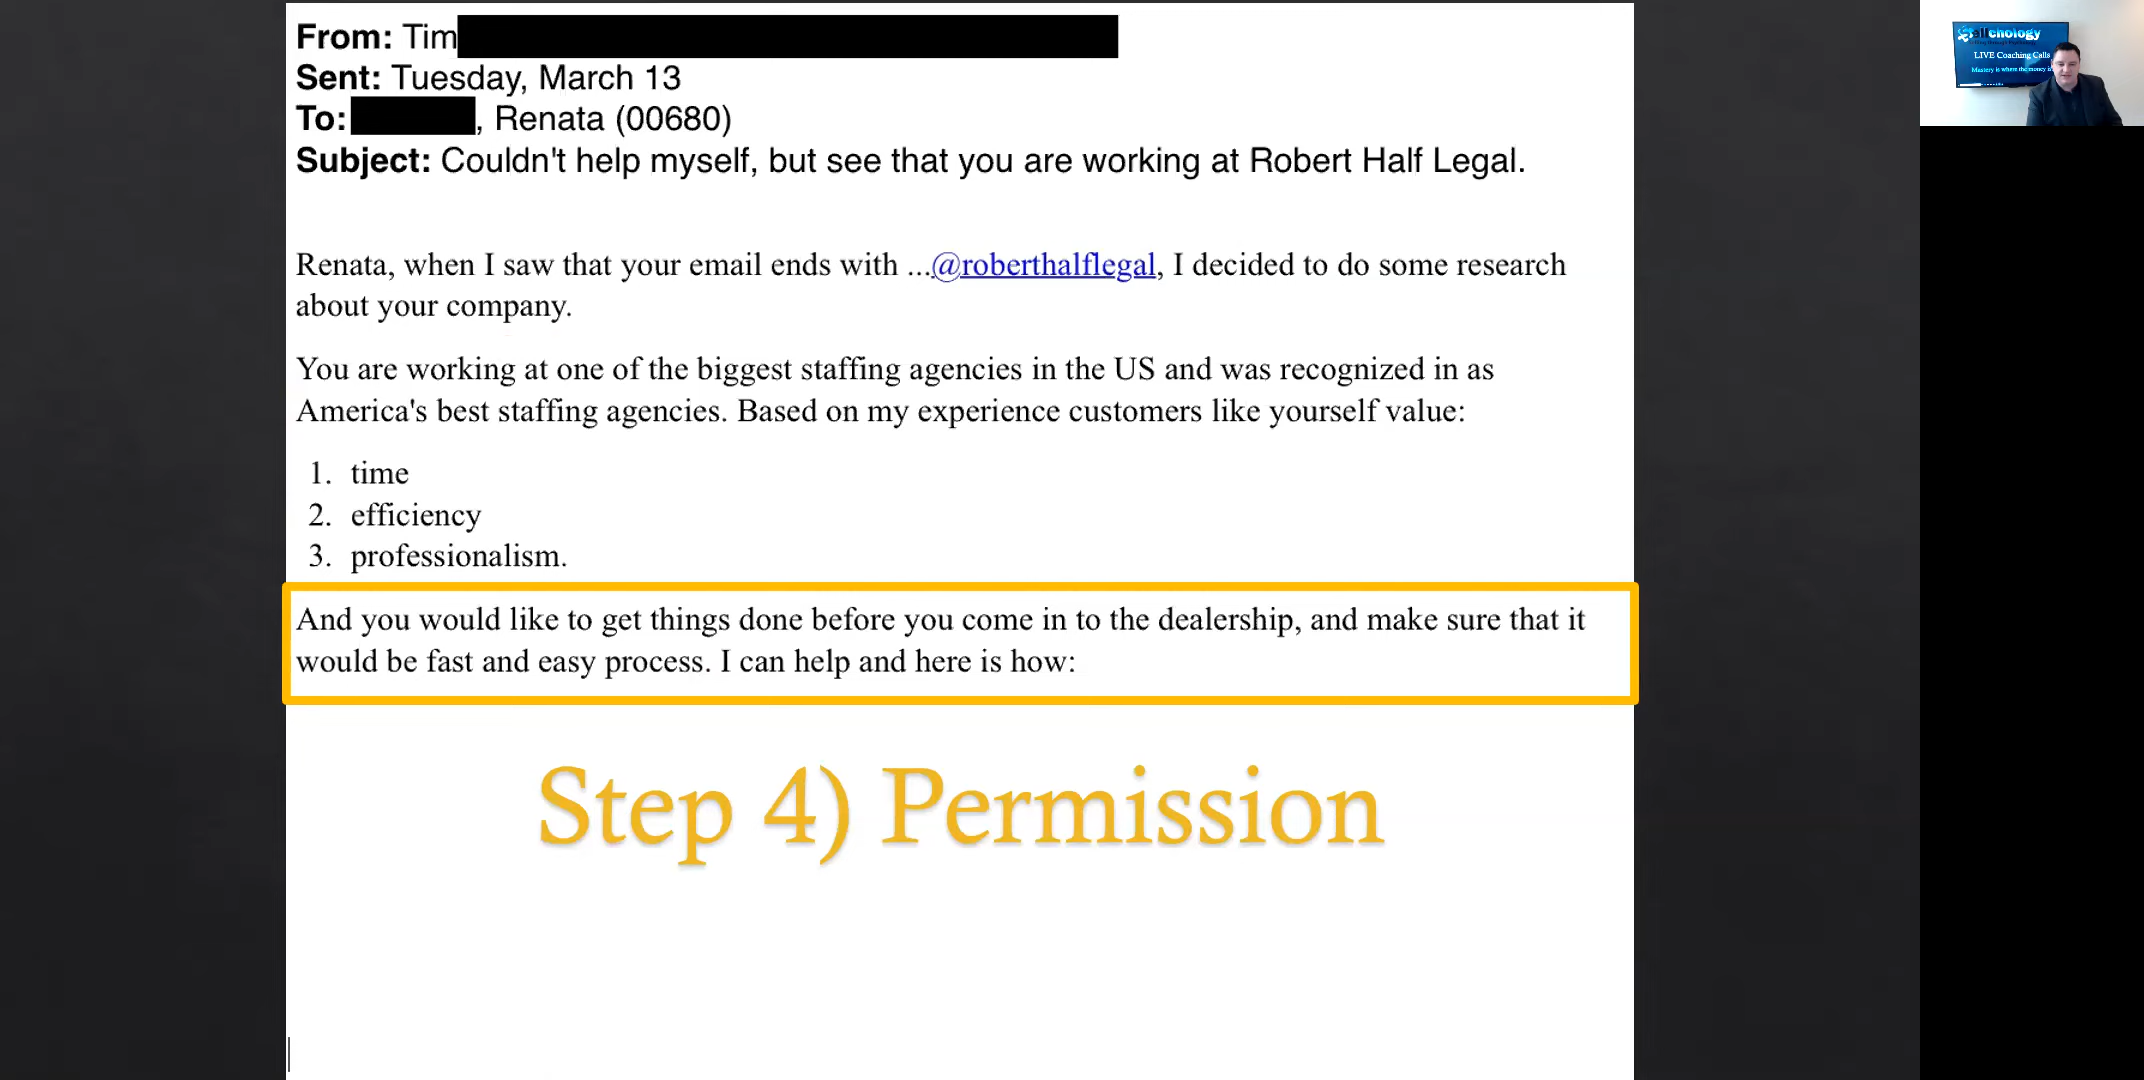 From: Tim
Sent: Tuesday, March 13
To: , Renata (00680)
Subject: Couldn't help myself, but see that you are working at Robert Half Legal.
Renata, when I saw that your email ends with ...@roberthalflegal, I decided to do some research
about your company.
You are working at one of the biggest staffing agencies in the US and was recognized in as
America's best staffing agencies. Based on my experience customers like yourself value:
1. time
2. efficiency
3. professionalism.
And you would like to get things done before you come in to the dealership, and make sure that it
would be fast and easy process. I can help and here is how:
Step 4) Permission
LIVE Coaching Calls
Mastery is where the money